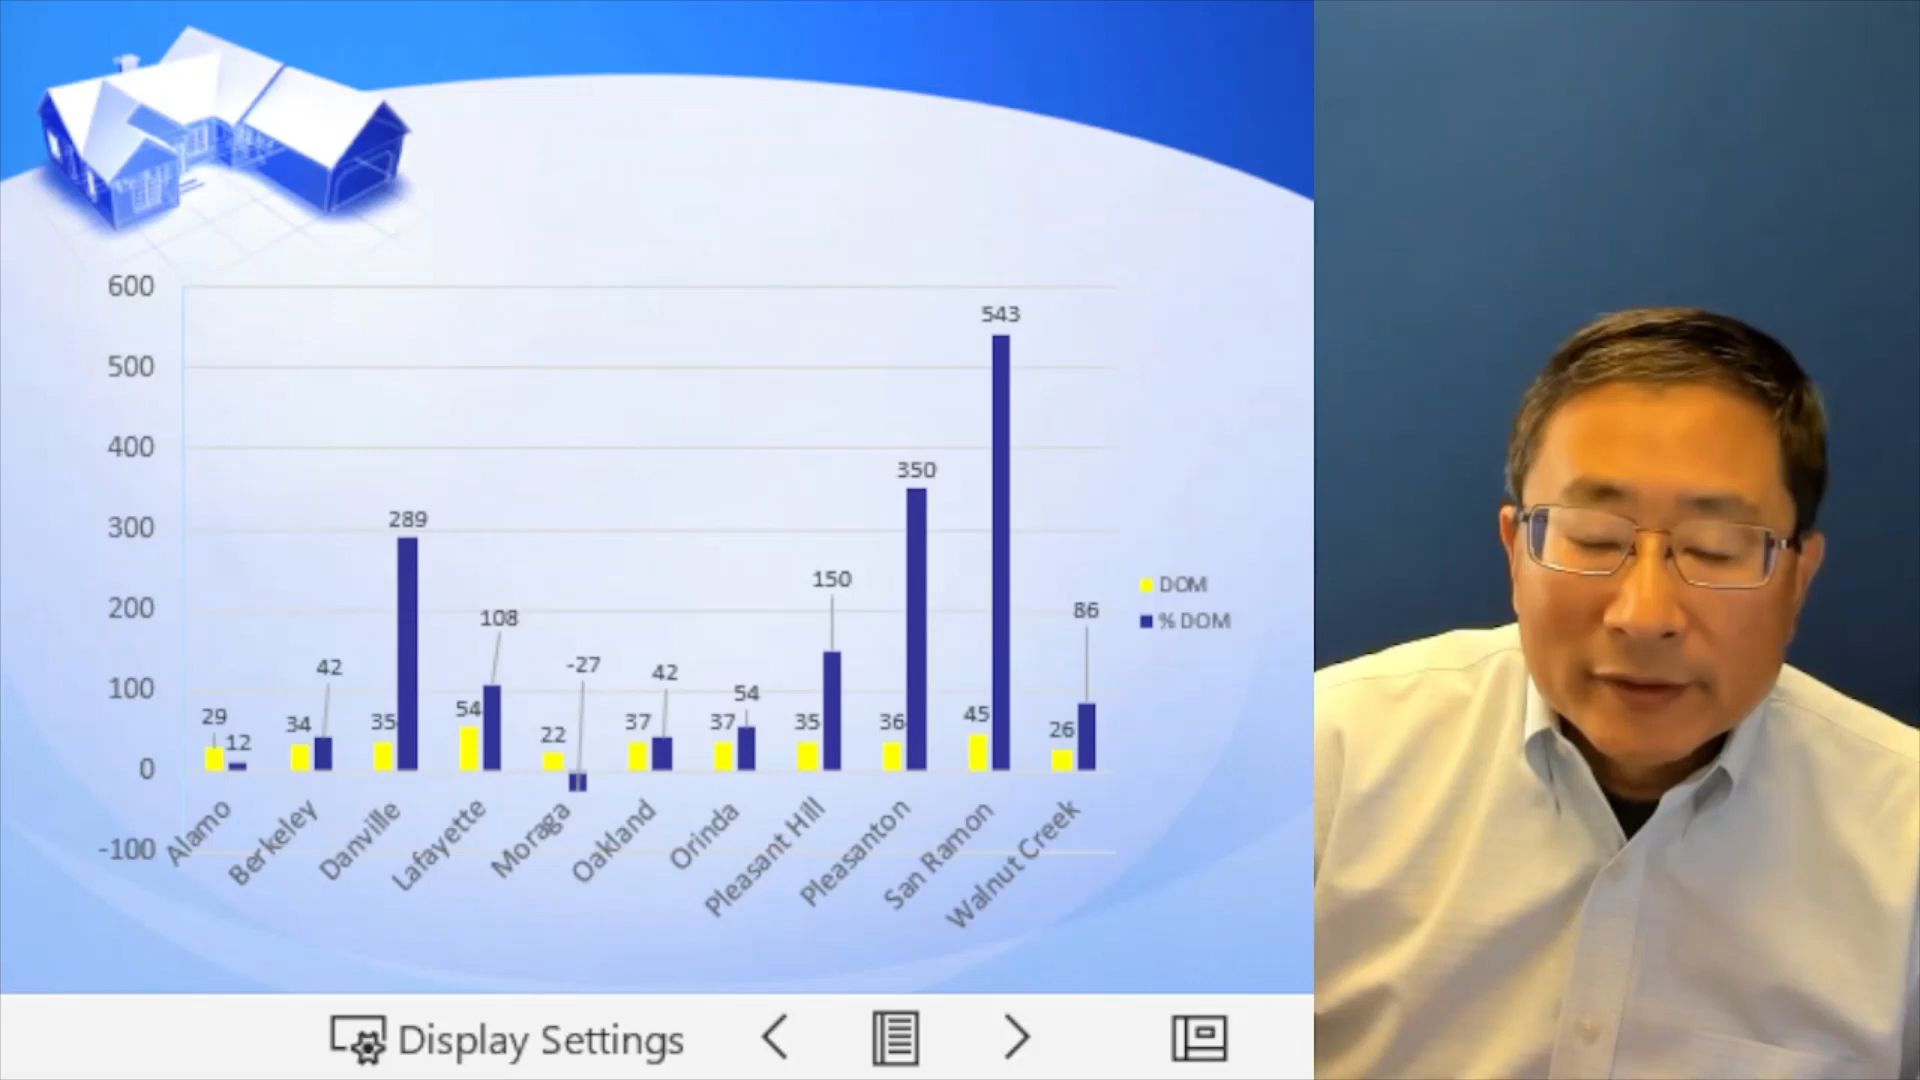 600
500
400
300
200
100
0
-100
29
12
34
42
35
289
54
108
22
-27
37
42
37
54
35
150
36
350
45
543
26
86
Alamo
Berkeley
Danville
Lafayette
Moraga
Oakland
Orinda
Pleasant Hill
Pleasanton
San Ramon
Walnut Creek
DOM
% DOM
Display Settings